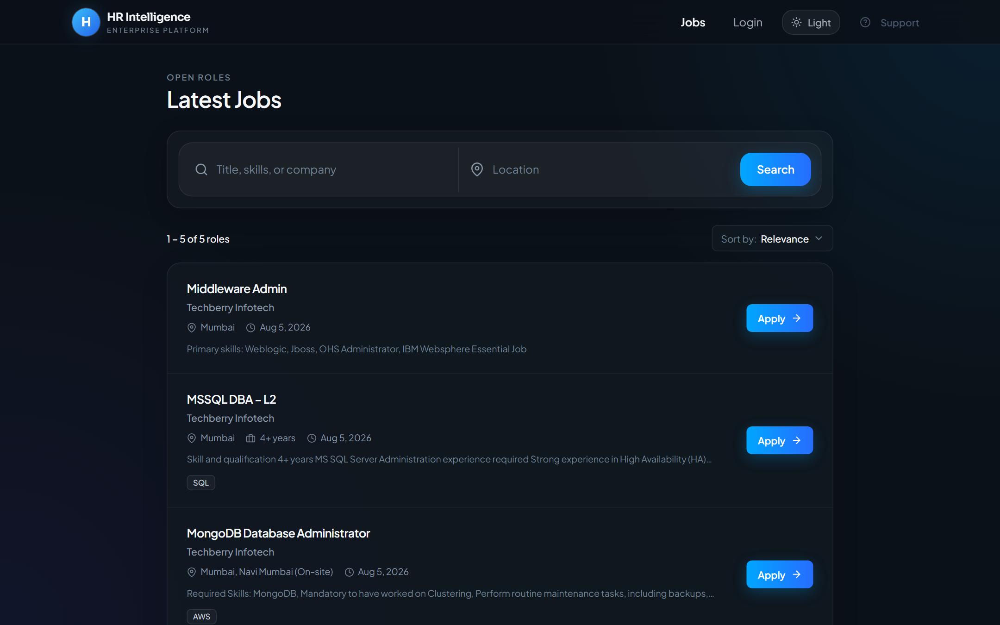 H
HR Intelligence
ENTERPRISE PLATFORM
Jobs
Login
Light
Support
OPEN ROLES
Latest Jobs
Title, skills, or company
Location
Search
1 – 5 of 5 roles
Sort by: Relevance
Middleware Admin
Techberry Infotech
Mumbai
Aug 5, 2026
Primary skills: Weblogic, Jboss, OHS Administrator, IBM Websphere Essential Job
Apply
MSSQL DBA – L2
Techberry Infotech
Mumbai
4+ years
Aug 5, 2026
Skill and qualification 4+ years MS SQL Server Administration experience required Strong experience in High Availability (HA)...
SQL
Apply
MongoDB Database Administrator
Techberry Infotech
Mumbai, Navi Mumbai (On-site)
Aug 5, 2026
Required Skills: MongoDB, Mandatory to have worked on Clustering, Perform routine maintenance tasks, including backups,...
AWS
Apply